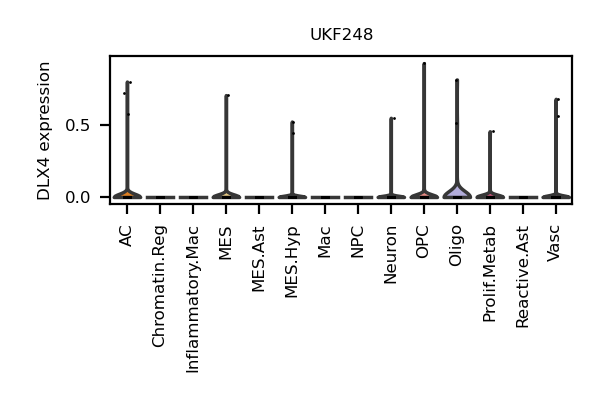 UKF248
DLX4 expression
0.5
0.0
AC
Chromatin.Reg
Inflammatory.Mac
MES
MES.Ast
MES.Hyp
Mac
NPC
Neuron
OPC
Oligo
Prolif.Metab
Reactive.Ast
Vasc